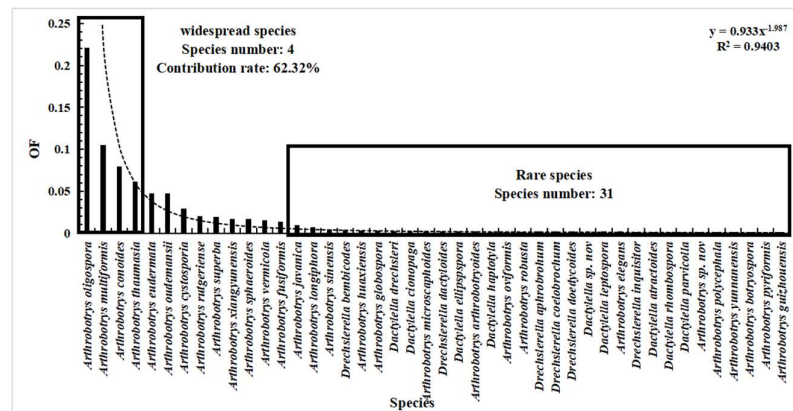 0.25
0.2
0.15
0.1
0.05
0
OF
widespread species
Species number: 4
Contribution rate: 62.32%
y = 0.933x^-1.987
R² = 0.9403
Rare species
Species number: 31
Arthrobotrys oligospora
Arthrobotrys multiformis
Arthrobotrys conoides
Arthrobotrys thaumasia
Arthrobotrys eudermata
Arthrobotrys oudemansii
Arthrobotrys cystosporia
Arthrobotrys rutgeriense
Arthrobotrys superba
Arthrobotrys xiangyunensis
Arthrobotrys sphaeroides
Arthrobotrys vermicola
Arthrobotrys fusiformis
Arthrobotrys javanica
Arthrobotrys longiphora
Arthrobotrys sinensis
Drechslerella bembicodes
Arthrobotrys huaxiensis
Arthrobotrys globospora
Dactylella drechsleri
Dactylella cionopaga
Arthrobotrys microscaphoides
Drechslerella dactyloides
Dactylella ellipsospora
Arthrobotrys arthrobotryoides
Dactylella haptotyla
Arthrobotrys oviformis
Arthrobotrys robusta
Drechslerella aphrobrohum
Drechslerella coelobrochum
Drechslerella doedycoides
Dactylella sp. nov
Dactylella leptospora
Arthrobotrys elegans
Drechslerella inquisitor
Dactylella atractoides
Dactylella rhombospora
Dactylella parvicolla
Arthrobotrys sp. nov
Arthrobotrys polycephala
Arthrobotrys yunnanensis
Arthrobotrys botryospora
Arthrobotrys pyriformis
Arthrobotrys guizhouensis
Species